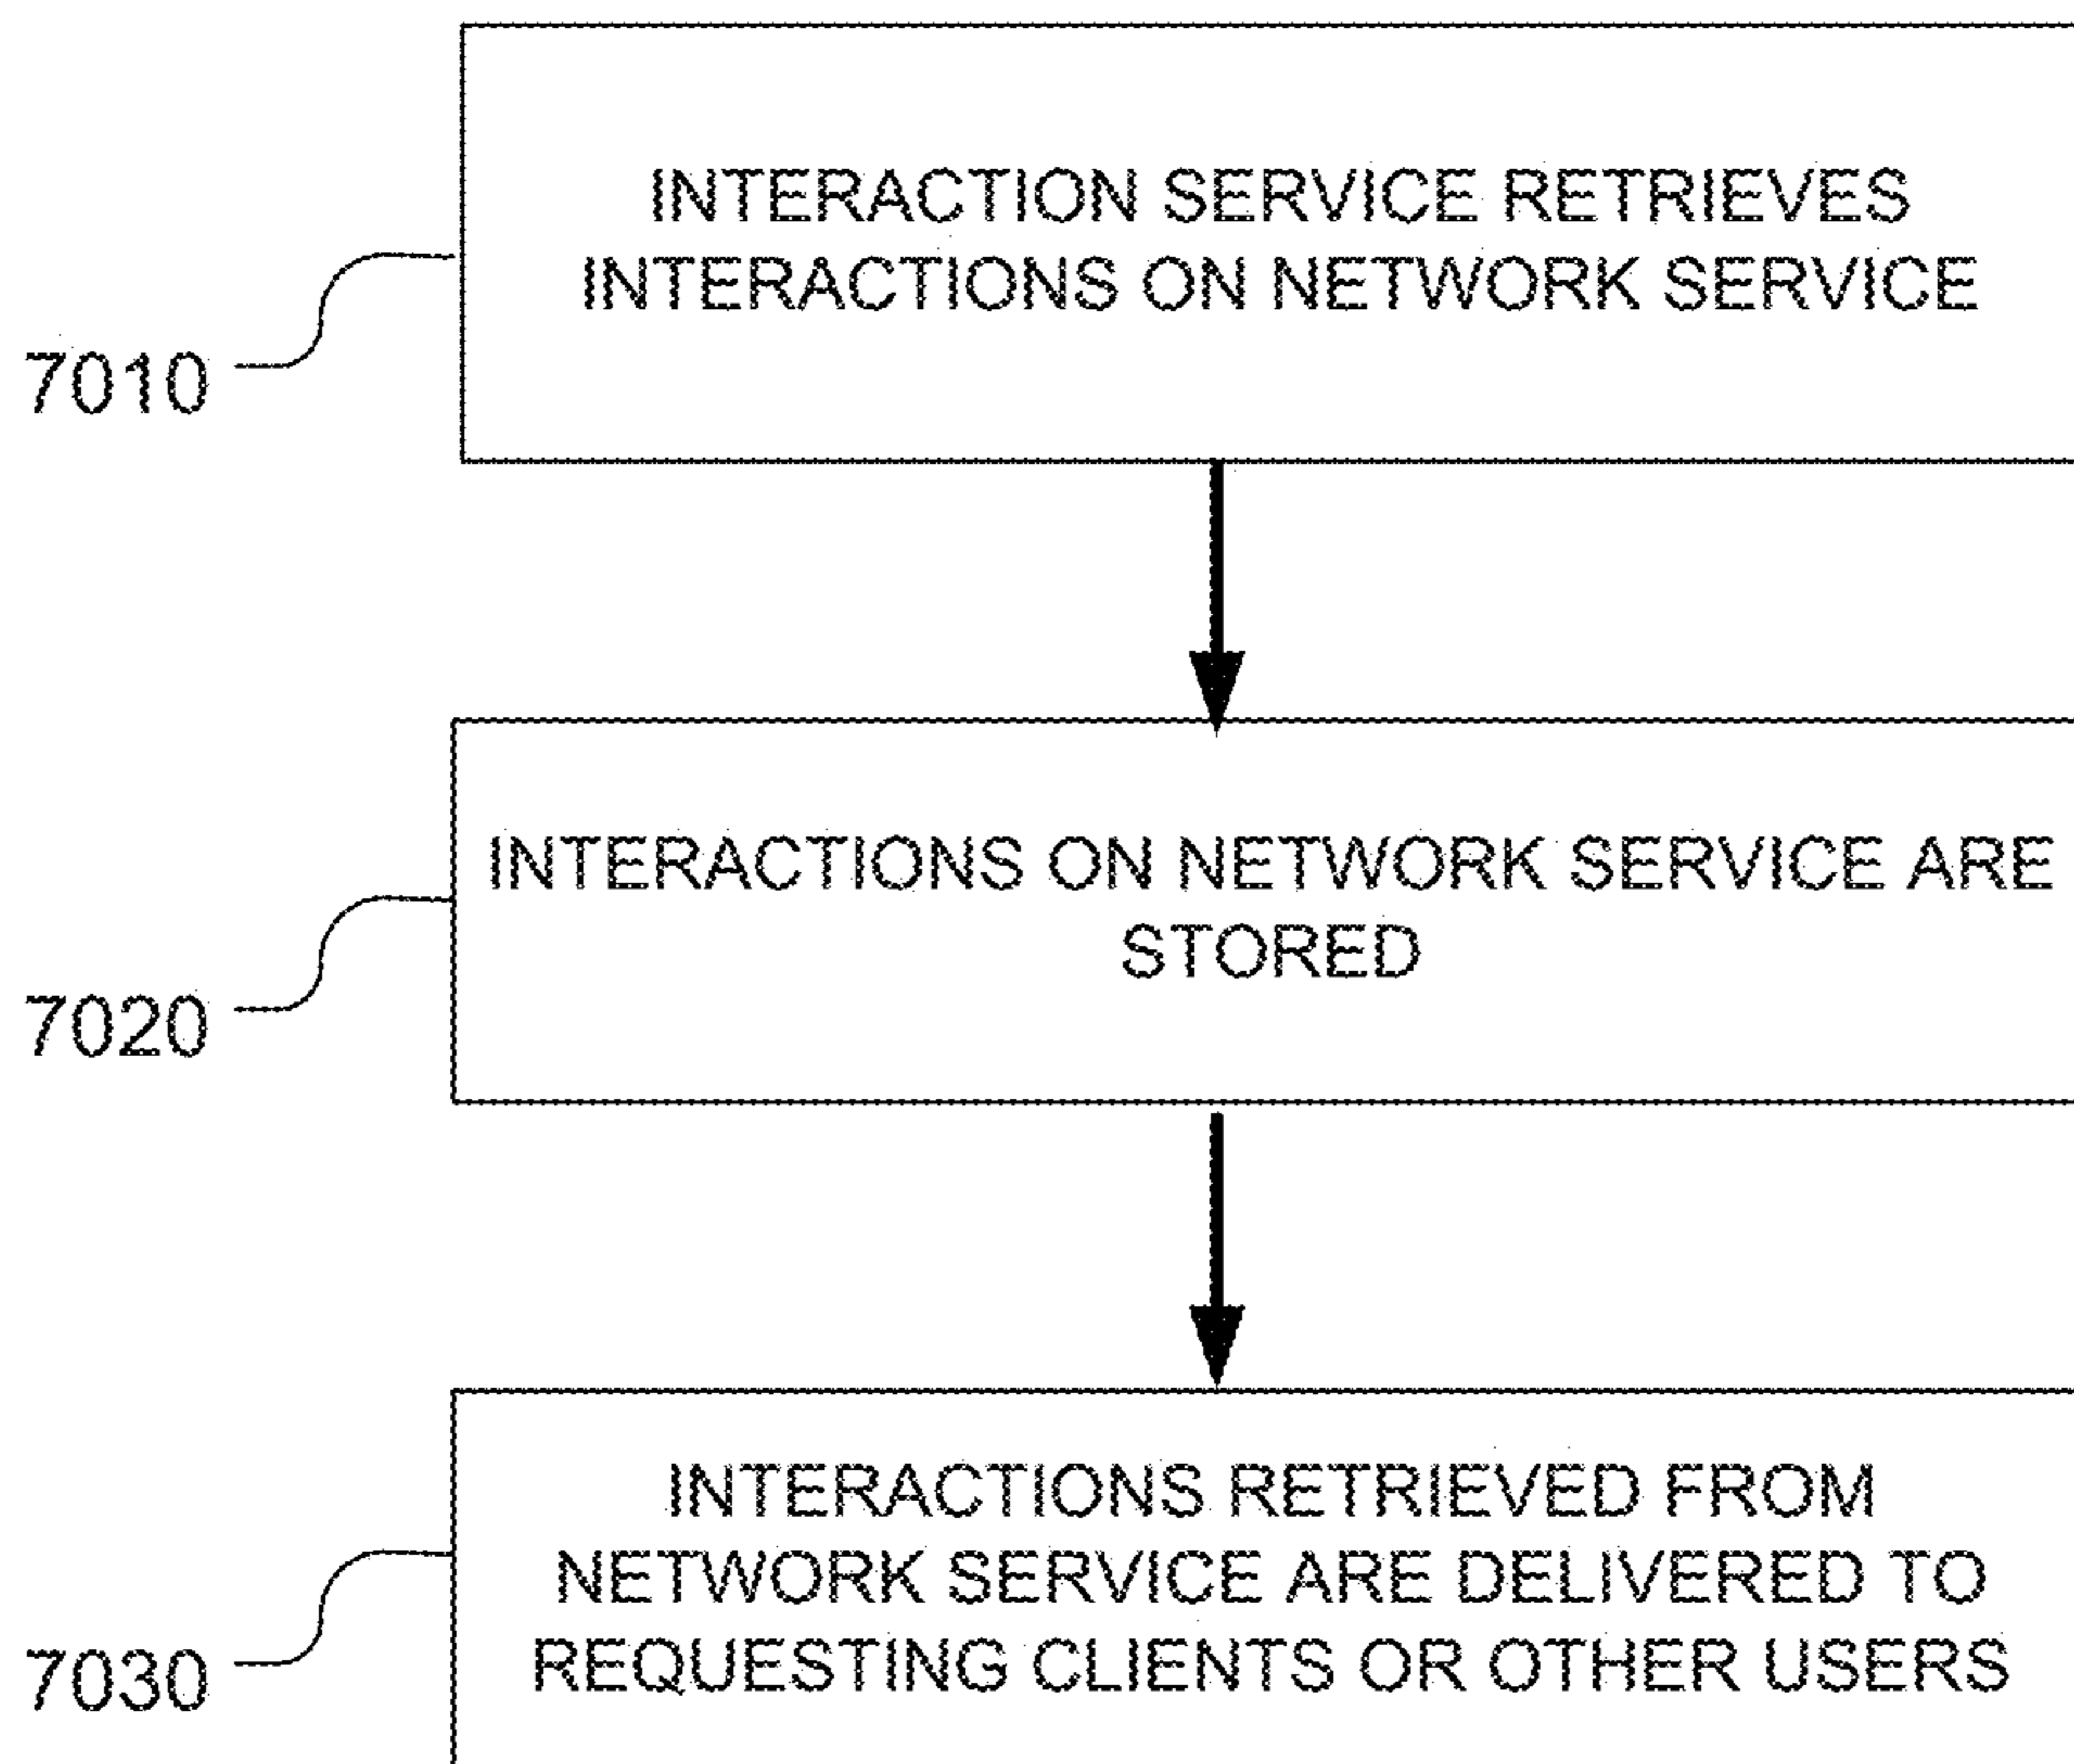 INTERACTION SERVICE RETRIEVES
INTERACTIONS ON NETWORK SERVICE
7010
INTERACTIONS ON NETWORK SERVICE ARE
STORED
7020
INTERACTIONS RETRIEVED FROM
NETWORK SERVICE ARE DELIVERED TO
REQUESTING CLIENTS OR OTHER USERS
7030